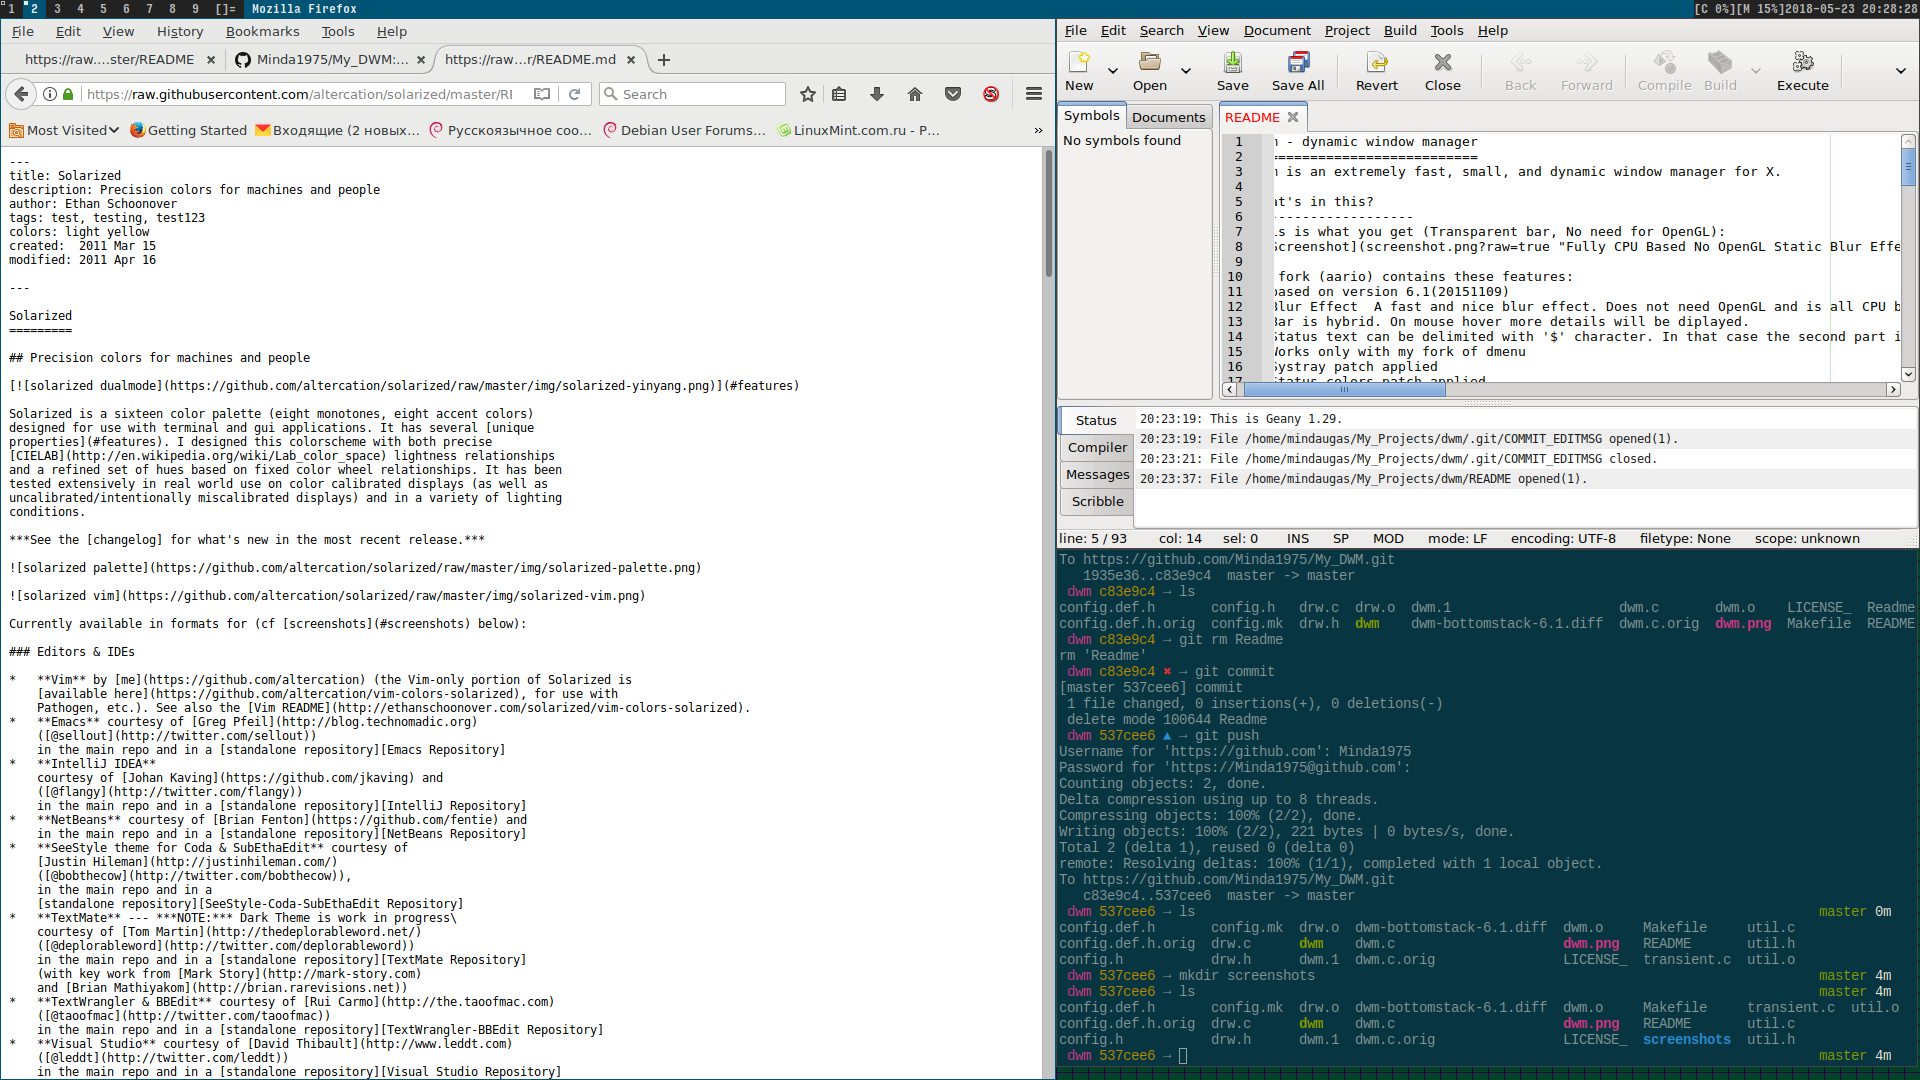 1 2 3 4 5 6 7 8 9 []= Mozilla Firefox [C 0%][M 15%]2018-05-23 20:28:28
File Edit View History Bookmarks Tools Help
https://raw....ster/README × Minda1975/My_DWM:... × https://raw...r/README.md × +
https://raw.githubusercontent.com/altercation/solarized/master/RE Search
Most Visited Getting Started Входящие (2 новых... Русскоязычное соо... Debian User Forums... LinuxMint.com.ru - P... »
---
title: Solarized
description: Precision colors for machines and people
author: Ethan Schoonover
tags: test, testing, test123
colors: light yellow
created:  2011 Mar 15
modified: 2011 Apr 16
---
Solarized
=========
## Precision colors for machines and people
[![solarized dualmode](https://github.com/altercation/solarized/raw/master/img/solarized-yinyang.png)](#features)
Solarized is a sixteen color palette (eight monotones, eight accent colors)
designed for use with terminal and gui applications. It has several [unique
properties](#features). I designed this colorscheme with both precise
[CIELAB](http://en.wikipedia.org/wiki/Lab_color_space) lightness relationships
and a refined set of hues based on fixed color wheel relationships. It has been
tested extensively in real world use on color calibrated displays (as well as
uncalibrated/intentionally miscalibrated displays) and in a variety of lighting
conditions.
***See the [changelog] for what's new in the most recent release.***
![solarized palette](https://github.com/altercation/solarized/raw/master/img/solarized-palette.png)
![solarized vim](https://github.com/altercation/solarized/raw/master/img/solarized-vim.png)
Currently available in formats for (cf [screenshots](#screenshots) below):
### Editors & IDEs
*   **Vim** by [me](https://github.com/altercation) (the Vim-only portion of Solarized is
    [available here](https://github.com/altercation/vim-colors-solarized), for use with
    Pathogen, etc.). See also the [Vim README](http://ethanschoonover.com/solarized/vim-colors-solarized).
*   **Emacs** courtesy of [Greg Pfeil](http://blog.technomadic.org)
    ([@sellout](http://twitter.com/sellout))
    in the main repo and in a [standalone repository][Emacs Repository]
*   **IntelliJ IDEA**
    courtesy of [Johan Kaving](https://github.com/jkaving) and
    ([@flangy](http://twitter.com/flangy))
    in the main repo and in a [standalone repository][IntelliJ Repository]
*   **NetBeans** courtesy of [Brian Fenton](https://github.com/fentie) and
    in the main repo and in a [standalone repository][NetBeans Repository]
*   **SeeStyle theme for Coda & SubEthaEdit** courtesy of
    [Justin Hileman](http://justinhileman.com/)
    ([@bobthecow](http://twitter.com/bobthecow)),
    in the main repo and in a
    [standalone repository][SeeStyle-Coda-SubEthaEdit Repository]
*   **TextMate** --- ***NOTE:*** Dark Theme is work in progress\
    courtesy of [Tom Martin](http://thedeplorableword.net/)
    ([@deplorableword](http://twitter.com/deplorableword))
    in the main repo and in a [standalone repository][TextMate Repository]
    (with key work from [Mark Story](http://mark-story.com)
    and [Brian Mathiyakom](http://brian.rarevisions.net))
*   **TextWrangler & BBEdit** courtesy of [Rui Carmo](http://the.taoofmac.com)
    ([@taoofmac](http://twitter.com/taoofmac))
    in the main repo and in a [standalone repository][TextWrangler-BBEdit Repository]
*   **Visual Studio** courtesy of [David Thibault](http://www.leddt.com)
    ([@leddt](http://twitter.com/leddt))
    in the main repo and in a [standalone repository][Visual Studio Repository]
File Edit Search View Document Project Build Tools Help
New Open Save Save All Revert Close Back Forward Compile Build Execute
Symbols Documents README
No symbols found
1 - dynamic window manager
2 ==========================
3 is an extremely fast, small, and dynamic window manager for X.
4
5 at's in this?
6 ------------------
7 is is what you get (Transparent bar, No need for OpenGL):
8 Screenshot](screenshot.png?raw=true "Fully CPU Based No OpenGL Static Blur Effe
9
10 fork (aario) contains these features:
11 based on version 6.1(20151109)
12 Blur Effect  A fast and nice blur effect. Does not need OpenGL and is all CPU b
13 Bar is hybrid. On mouse hover more details will be diplayed.
14 Status text can be delimited with '$' character. In that case the second part i
15 Works only with my fork of dmenu
16 Systray patch applied
17 Status colors patch applied
Status
Compiler
Messages
Scribble
20:23:19: This is Geany 1.29.
20:23:19: File /home/mindaugas/My_Projects/dwm/.git/COMMIT_EDITMSG opened(1).
20:23:21: File /home/mindaugas/My_Projects/dwm/.git/COMMIT_EDITMSG closed.
20:23:37: File /home/mindaugas/My_Projects/dwm/README opened(1).
line: 5 / 93 col: 14 sel: 0 INS SP MOD mode: LF encoding: UTF-8 filetype: None scope: unknown
To https://github.com/Minda1975/My_DWM.git
   1935e36..c83e9c4  master -> master
 dwm c83e9c4 → ls
config.def.h       config.h   drw.c  drw.o  dwm.1                     dwm.c       dwm.o    LICENSE_  Readme
config.def.h.orig  config.mk  drw.h  dwm    dwm-bottomstack-6.1.diff  dwm.c.orig  dwm.png  Makefile  README
 dwm c83e9c4 → git rm Readme
rm 'Readme'
 dwm c83e9c4 ✖ → git commit
[master 537cee6] commit
 1 file changed, 0 insertions(+), 0 deletions(-)
 delete mode 100644 Readme
 dwm 537cee6 ▲ → git push
Username for 'https://github.com': Minda1975
Password for 'https://Minda1975@github.com':
Counting objects: 2, done.
Delta compression using up to 8 threads.
Compressing objects: 100% (2/2), done.
Writing objects: 100% (2/2), 221 bytes | 0 bytes/s, done.
Total 2 (delta 1), reused 0 (delta 0)
remote: Resolving deltas: 100% (1/1), completed with 1 local object.
To https://github.com/Minda1975/My_DWM.git
   c83e9c4..537cee6  master -> master
 dwm 537cee6 → ls master 0m
config.def.h       config.mk  drw.o  dwm-bottomstack-6.1.diff  dwm.o     Makefile     util.c
config.def.h.orig  drw.c      dwm    dwm.c                     dwm.png   README       util.h
config.h           drw.h      dwm.1  dwm.c.orig                LICENSE_  transient.c  util.o
 dwm 537cee6 → mkdir screenshots master 4m
 dwm 537cee6 → ls master 4m
config.def.h       config.mk  drw.o  dwm-bottomstack-6.1.diff  dwm.o     Makefile     transient.c  util.o
config.def.h.orig  drw.c      dwm    dwm.c                     dwm.png   README       util.c
config.h           drw.h      dwm.1  dwm.c.orig                LICENSE_  screenshots  util.h
 dwm 537cee6 → master 4m